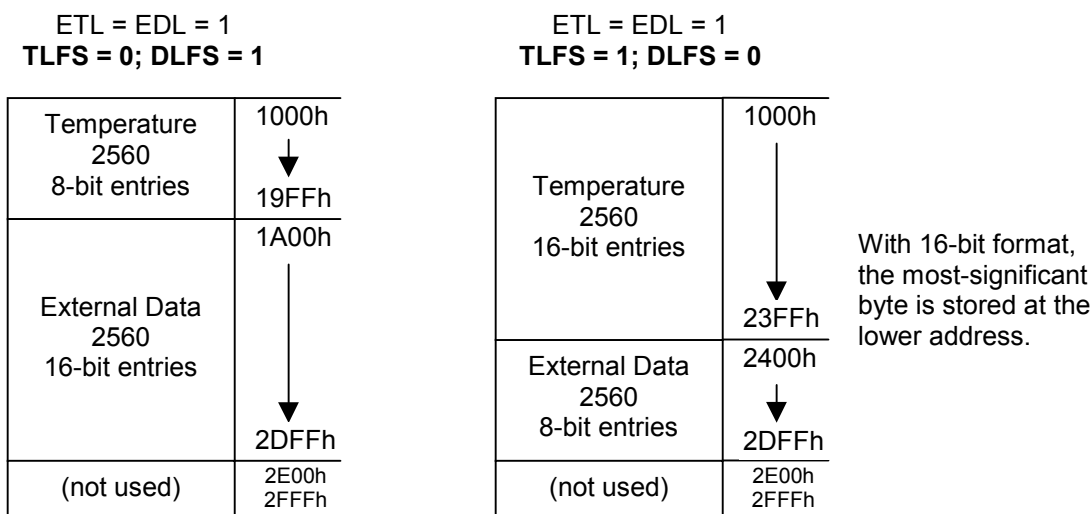 ETL = EDL = 1
TLFS = 0; DLFS = 1
Temperature
2560
8-bit entries
1000h
19FFh
External Data
2560
16-bit entries
1A00h
2DFFh
(not used)
2E00h
2FFFh
ETL = EDL = 1
TLFS = 1; DLFS = 0
Temperature
2560
16-bit entries
1000h
23FFh
External Data
2560
8-bit entries
2400h
2DFFh
(not used)
2E00h
2FFFh
With 16-bit format,
the most-significant
byte is stored at the
lower address.